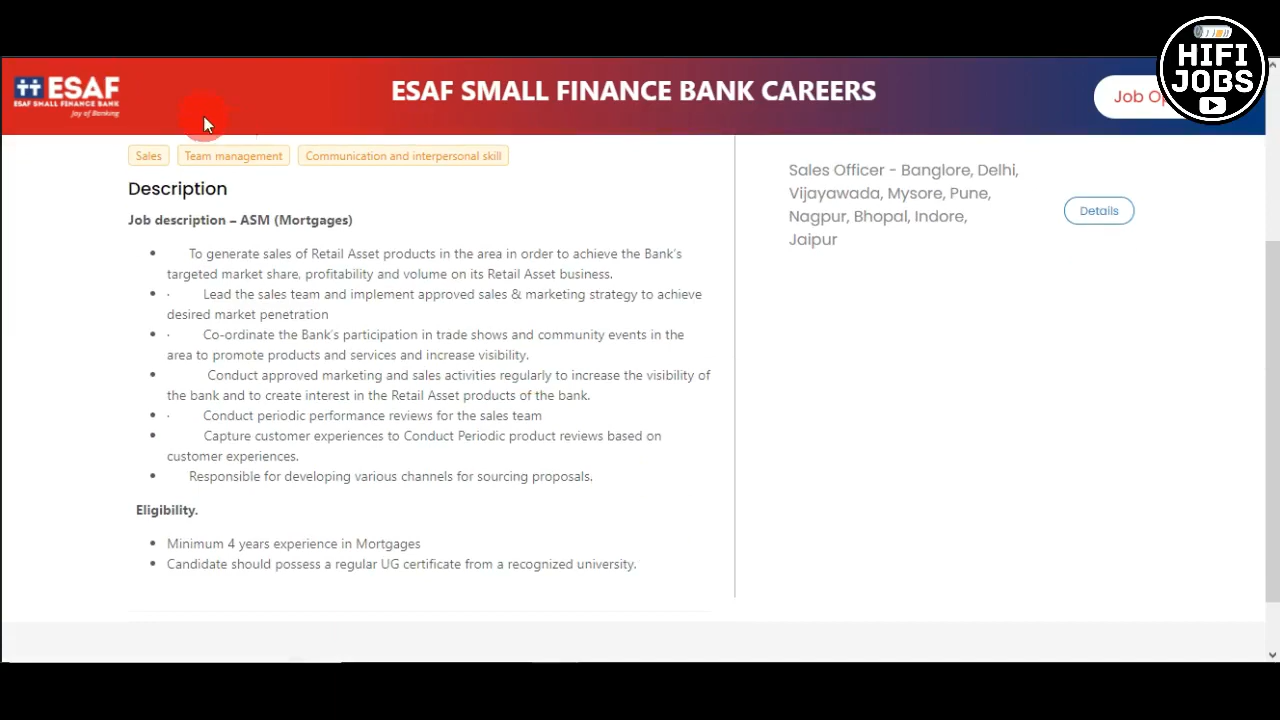 HIFI
JOBS
ESAF
ESAF SMALL FINANCE BANK
Joy of Banking
ESAF SMALL FINANCE BANK CAREERS
Job Op
Sales
Team management
Communication and interpersonal skill
Description
Job description – ASM (Mortgages)
• To generate sales of Retail Asset products in the area in order to achieve the Bank's
targeted market share, profitability and volume on its Retail Asset business.
• · Lead the sales team and implement approved sales & marketing strategy to achieve
desired market penetration
• · Co-ordinate the Bank's participation in trade shows and community events in the
area to promote products and services and increase visibility.
• Conduct approved marketing and sales activities regularly to increase the visibility of
the bank and to create interest in the Retail Asset products of the bank.
• · Conduct periodic performance reviews for the sales team
• Capture customer experiences to Conduct Periodic product reviews based on
customer experiences.
• Responsible for developing various channels for sourcing proposals.
Eligibility.
• Minimum 4 years experience in Mortgages
• Candidate should possess a regular UG certificate from a recognized university.
Sales Officer - Banglore, Delhi,
Vijayawada, Mysore, Pune,
Nagpur, Bhopal, Indore,
Jaipur
Details